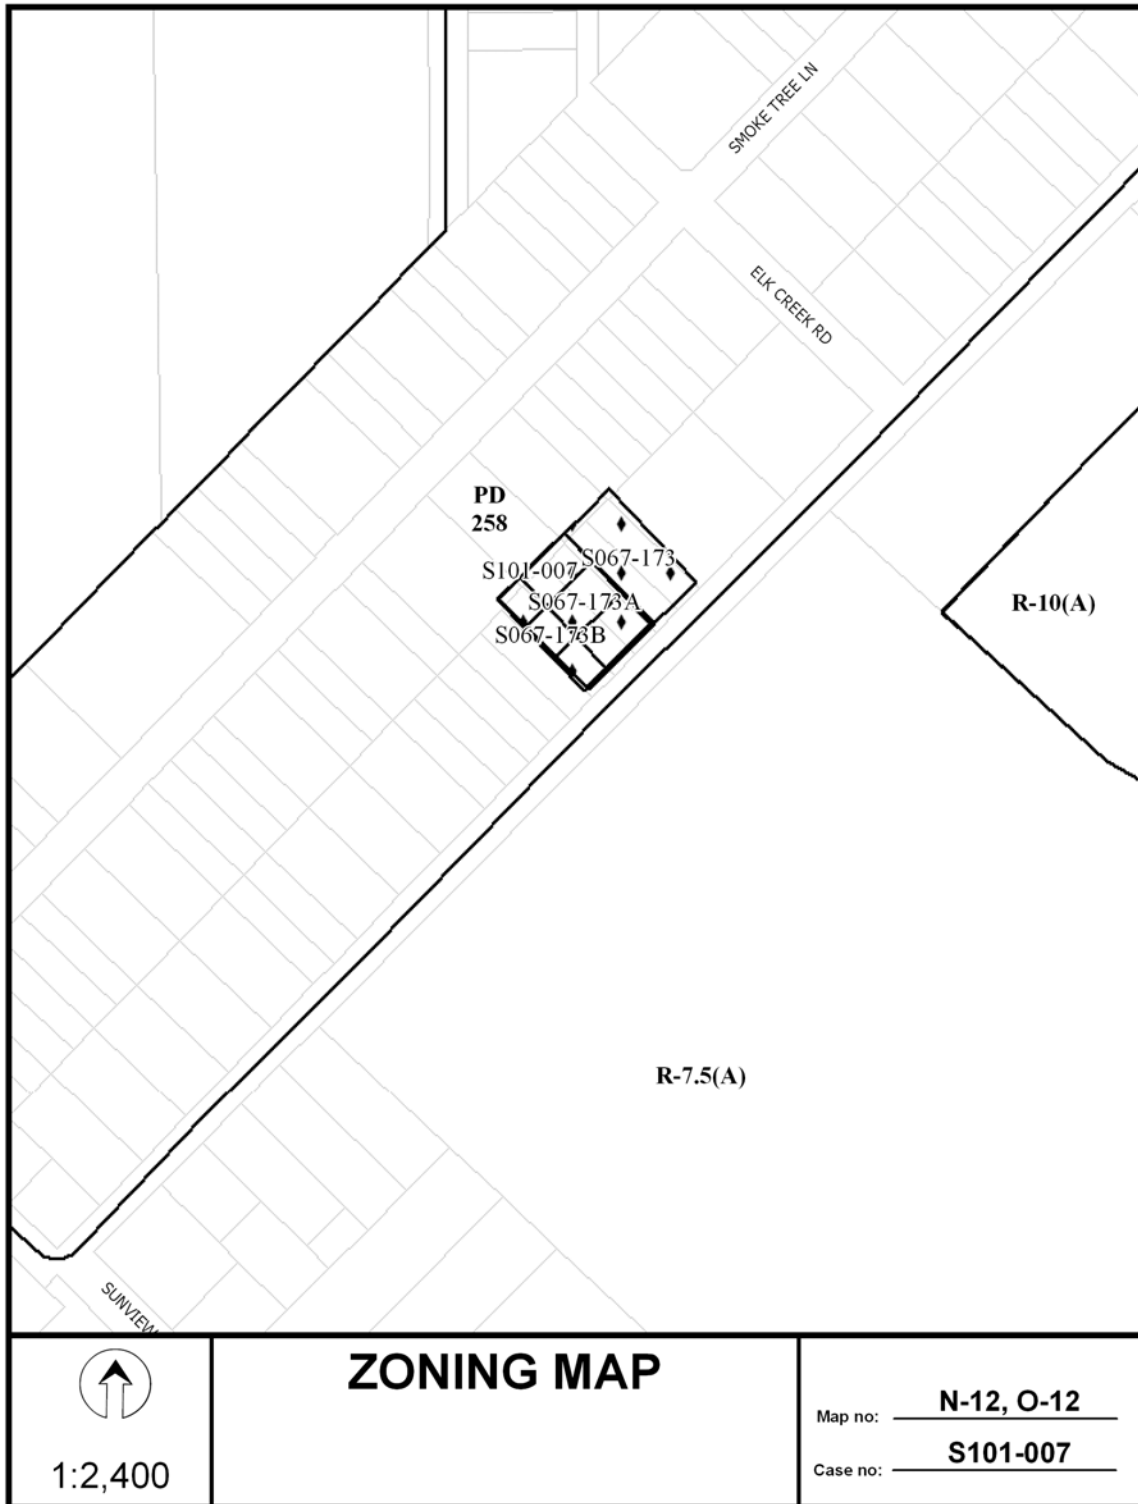 SMOKE TREE LN
ELK CREEK RD
PD
258
S067-173
S101-007
S067-173A
S067-173B
R-10(A)
R-7.5(A)
SUNVIEW
ZONING MAP
1:2,400
Map no: N-12, O-12
Case no: S101-007